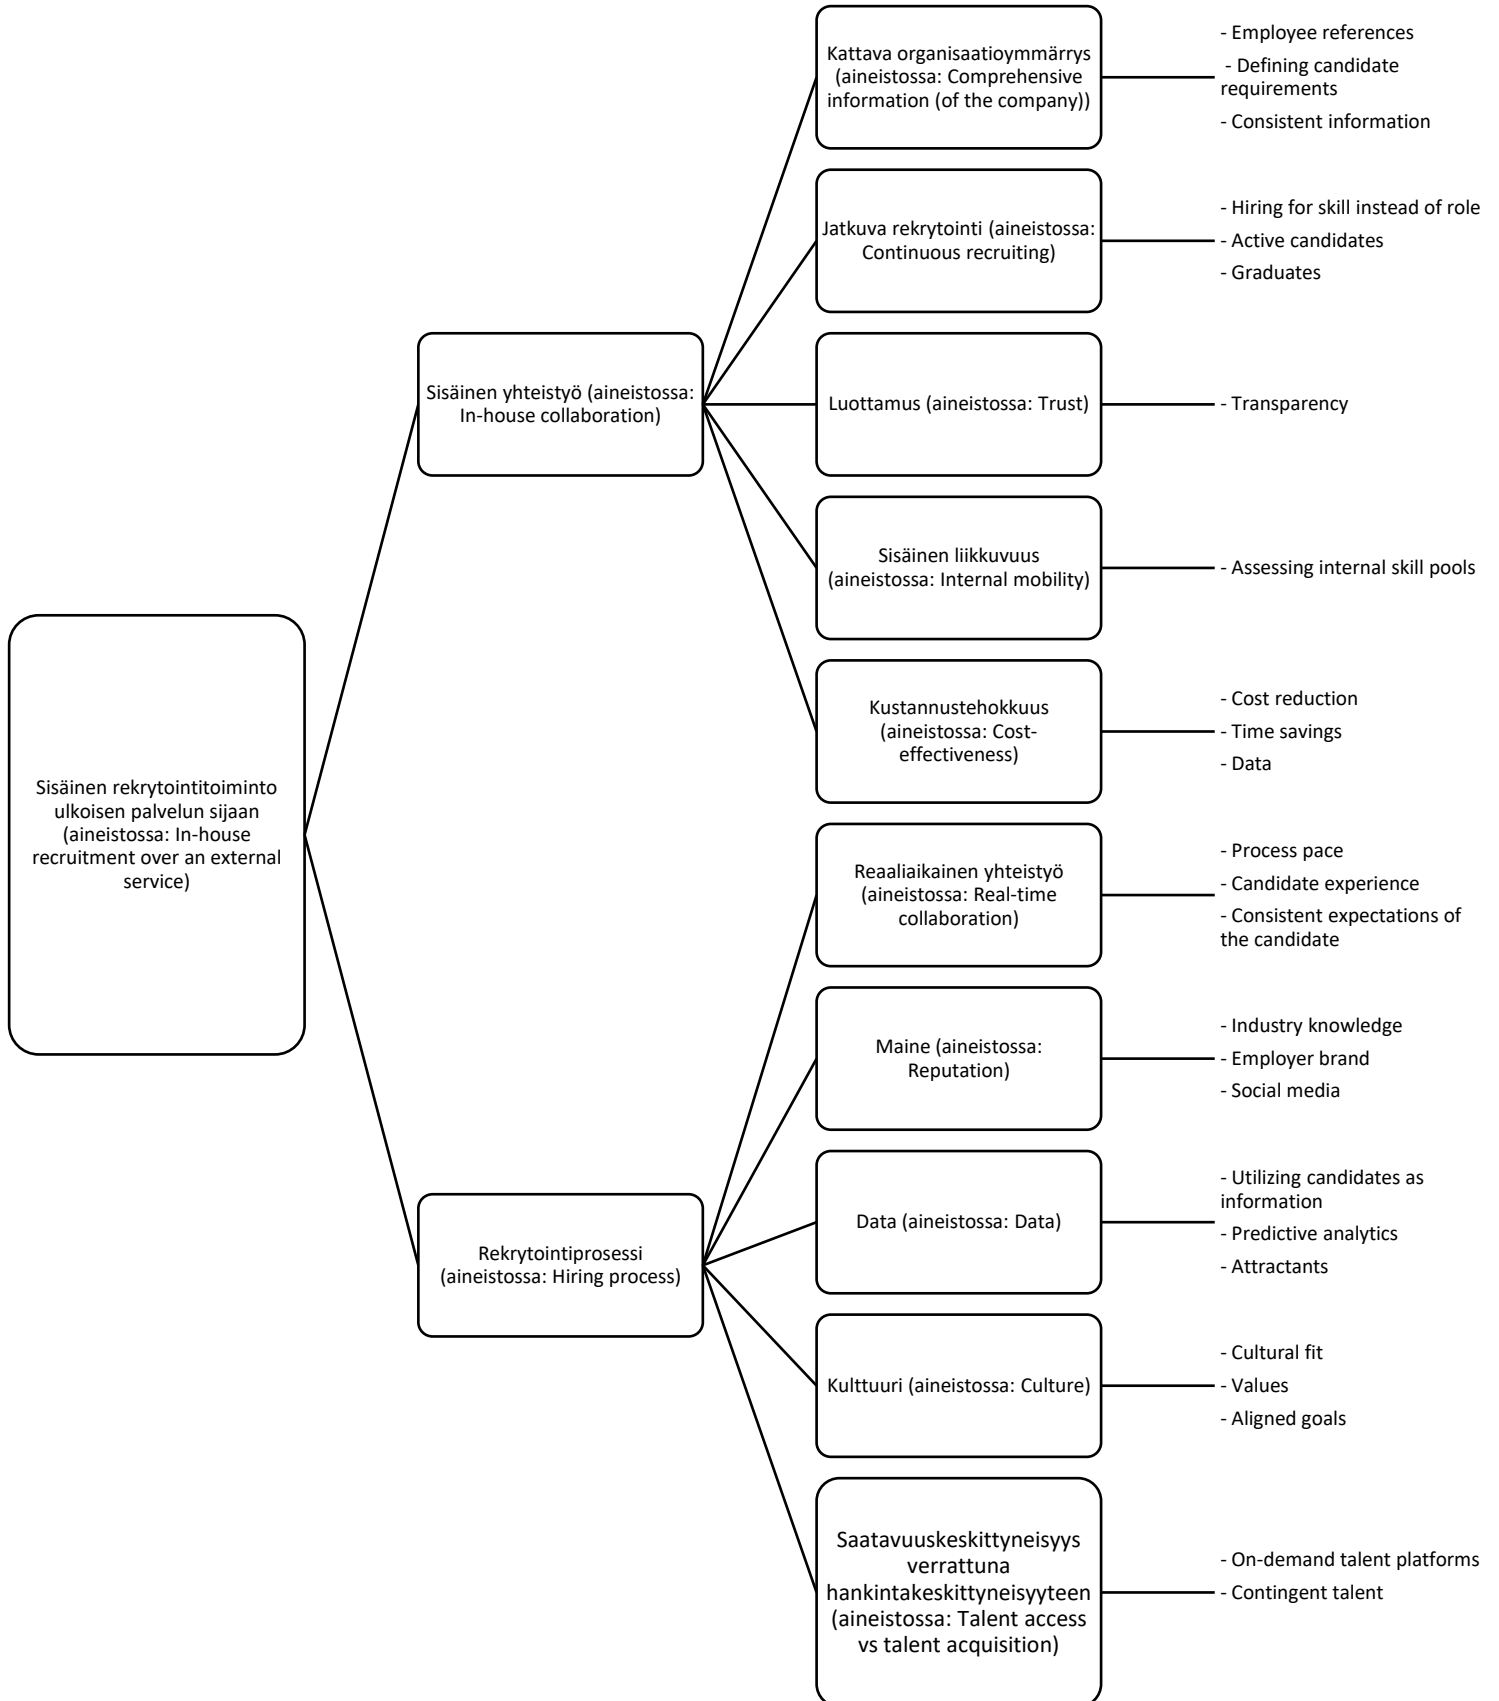 Kattava organisaatioymmärrys
(aineistossa: Comprehensive
information (of the company))
- Employee references
- Defining candidate
requirements
- Consistent information
Jatkuva rekrytointi (aineistossa:
Continuous recruiting)
- Hiring for skill instead of role
- Active candidates
- Graduates
Sisäinen yhteistyö (aineistossa:
In-house collaboration)
Luottamus (aineistossa: Trust)
- Transparency
Sisäinen liikkuvuus
(aineistossa: Internal mobility)
- Assessing internal skill pools
Kustannustehokkuus
(aineistossa: Cost-
effectiveness)
- Cost reduction
- Time savings
- Data
Sisäinen rekrytointitoiminto
ulkoisen palvelun sijaan
(aineistossa: In-house
recruitment over an external
service)
Reaaliaikainen yhteistyö
(aineistossa: Real-time
collaboration)
- Process pace
- Candidate experience
- Consistent expectations of
the candidate
Maine (aineistossa:
Reputation)
- Industry knowledge
- Employer brand
- Social media
Rekrytointiprosessi
(aineistossa: Hiring process)
Data (aineistossa: Data)
- Utilizing candidates as
information
- Predictive analytics
- Attractants
Kulttuuri (aineistossa: Culture)
- Cultural fit
- Values
- Aligned goals
Saatavuuskeskittyneisyys
verrattuna
hankintakeskittyneisyyteen
(aineistossa: Talent access
vs talent acquisition)
- On-demand talent platforms
- Contingent talent